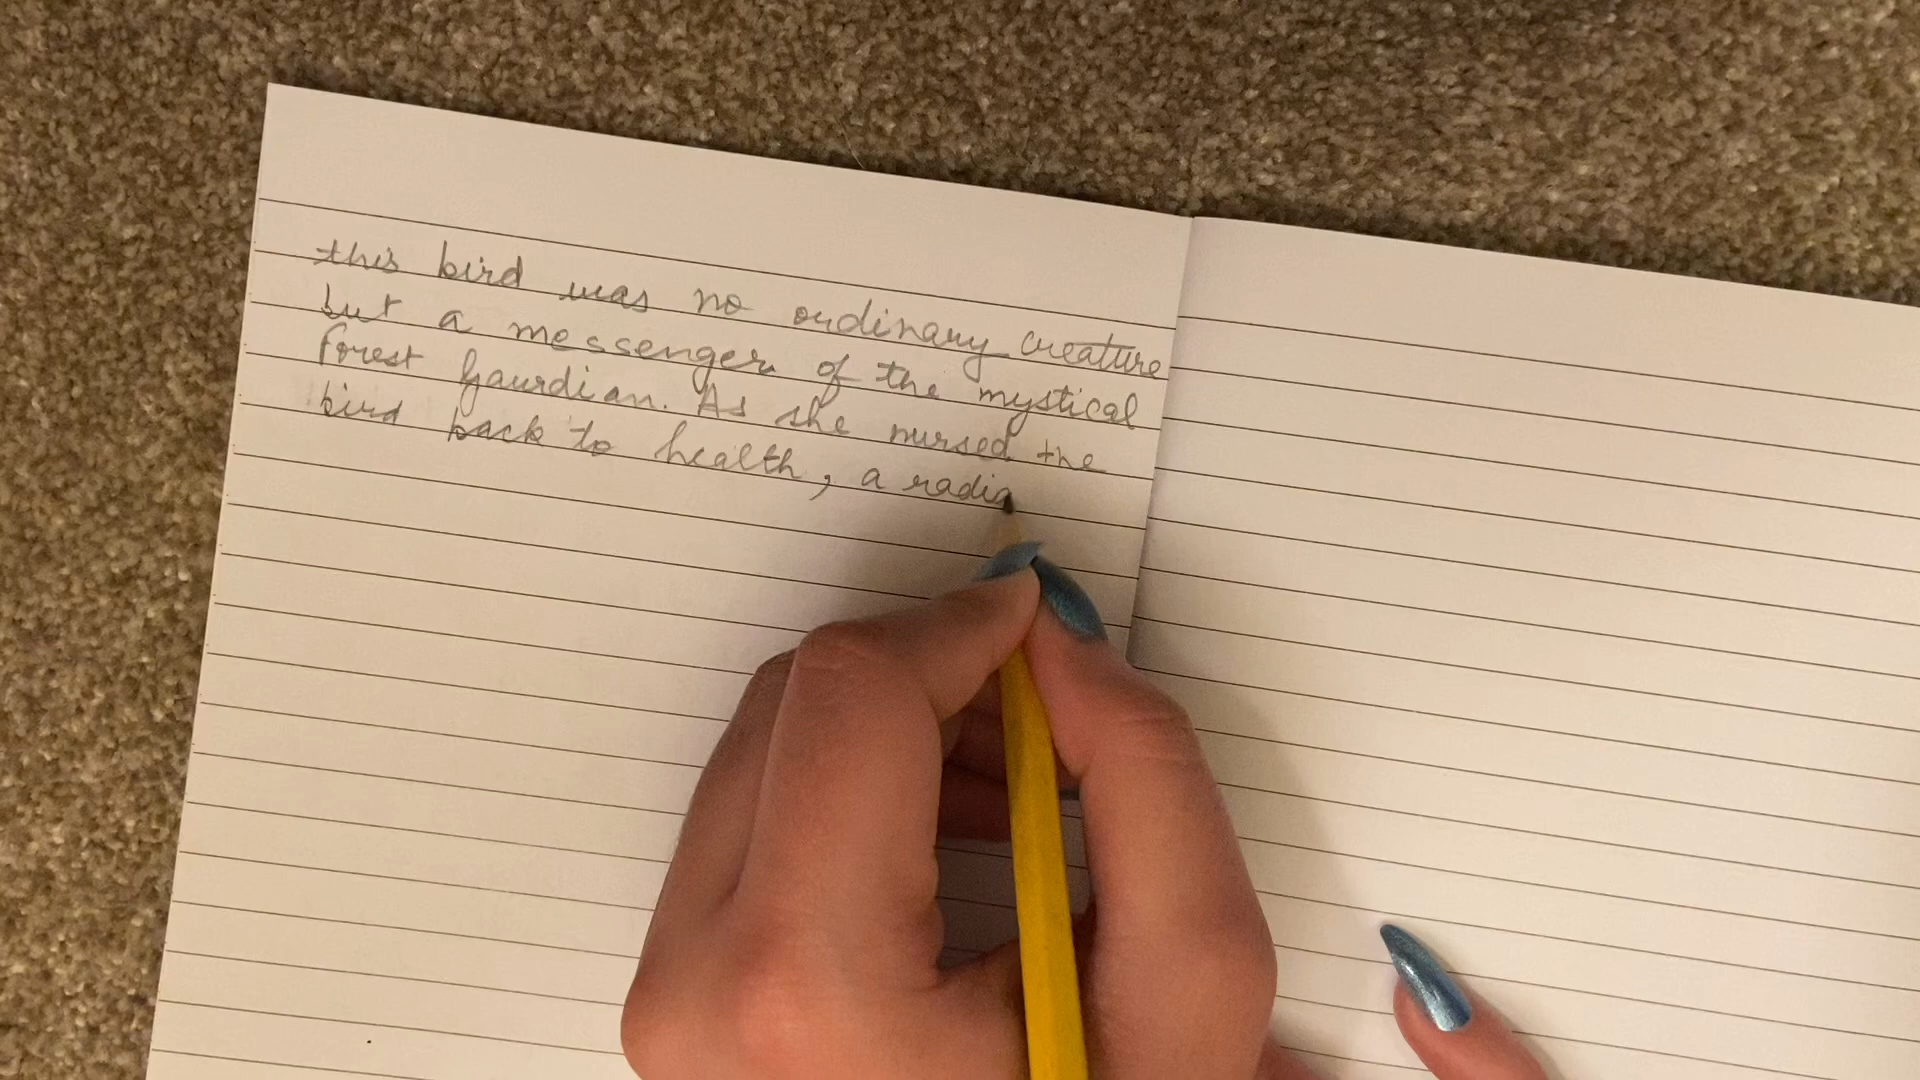 this bird was no ordinary creature
but a messenger of the mystical
forest gaurdian. As she nursed the
bird back to health, a radia